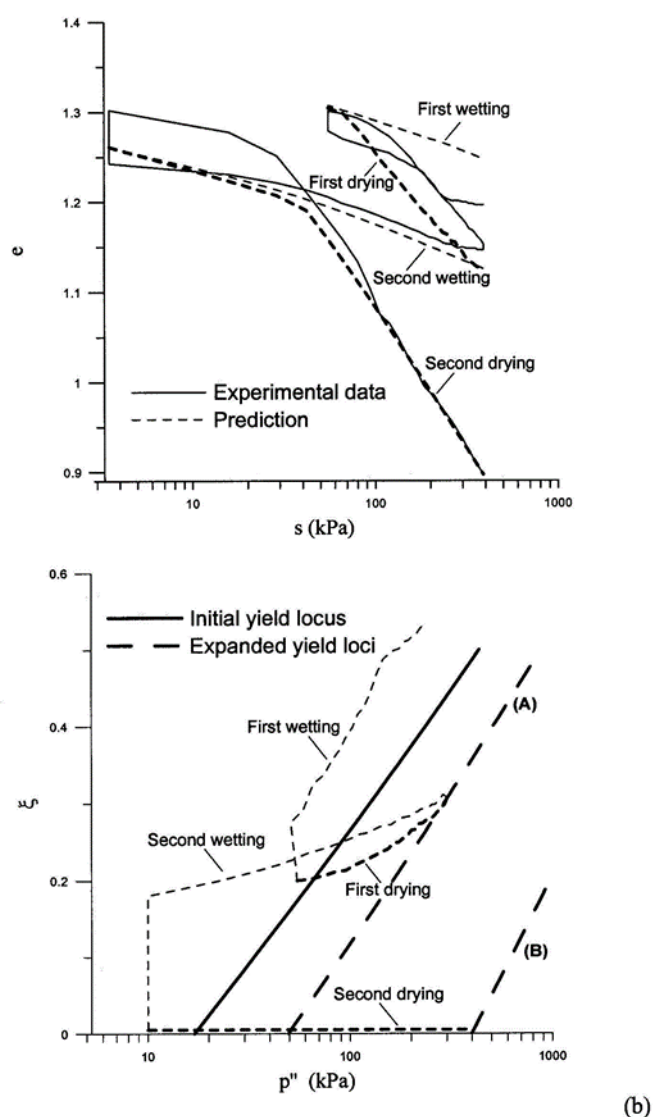 1.4
1.3
1.2
1.1
1
0.9
e
First wetting
First drying
Second wetting
Second drying
Experimental data
Prediction
10
100
1000
s (kPa)
0.6
0.4
0.2
0
ξ
Initial yield locus
Expanded yield loci
(A)
First wetting
Second wetting
First drying
(B)
Second drying
10
100
1000
p" (kPa)
(b)